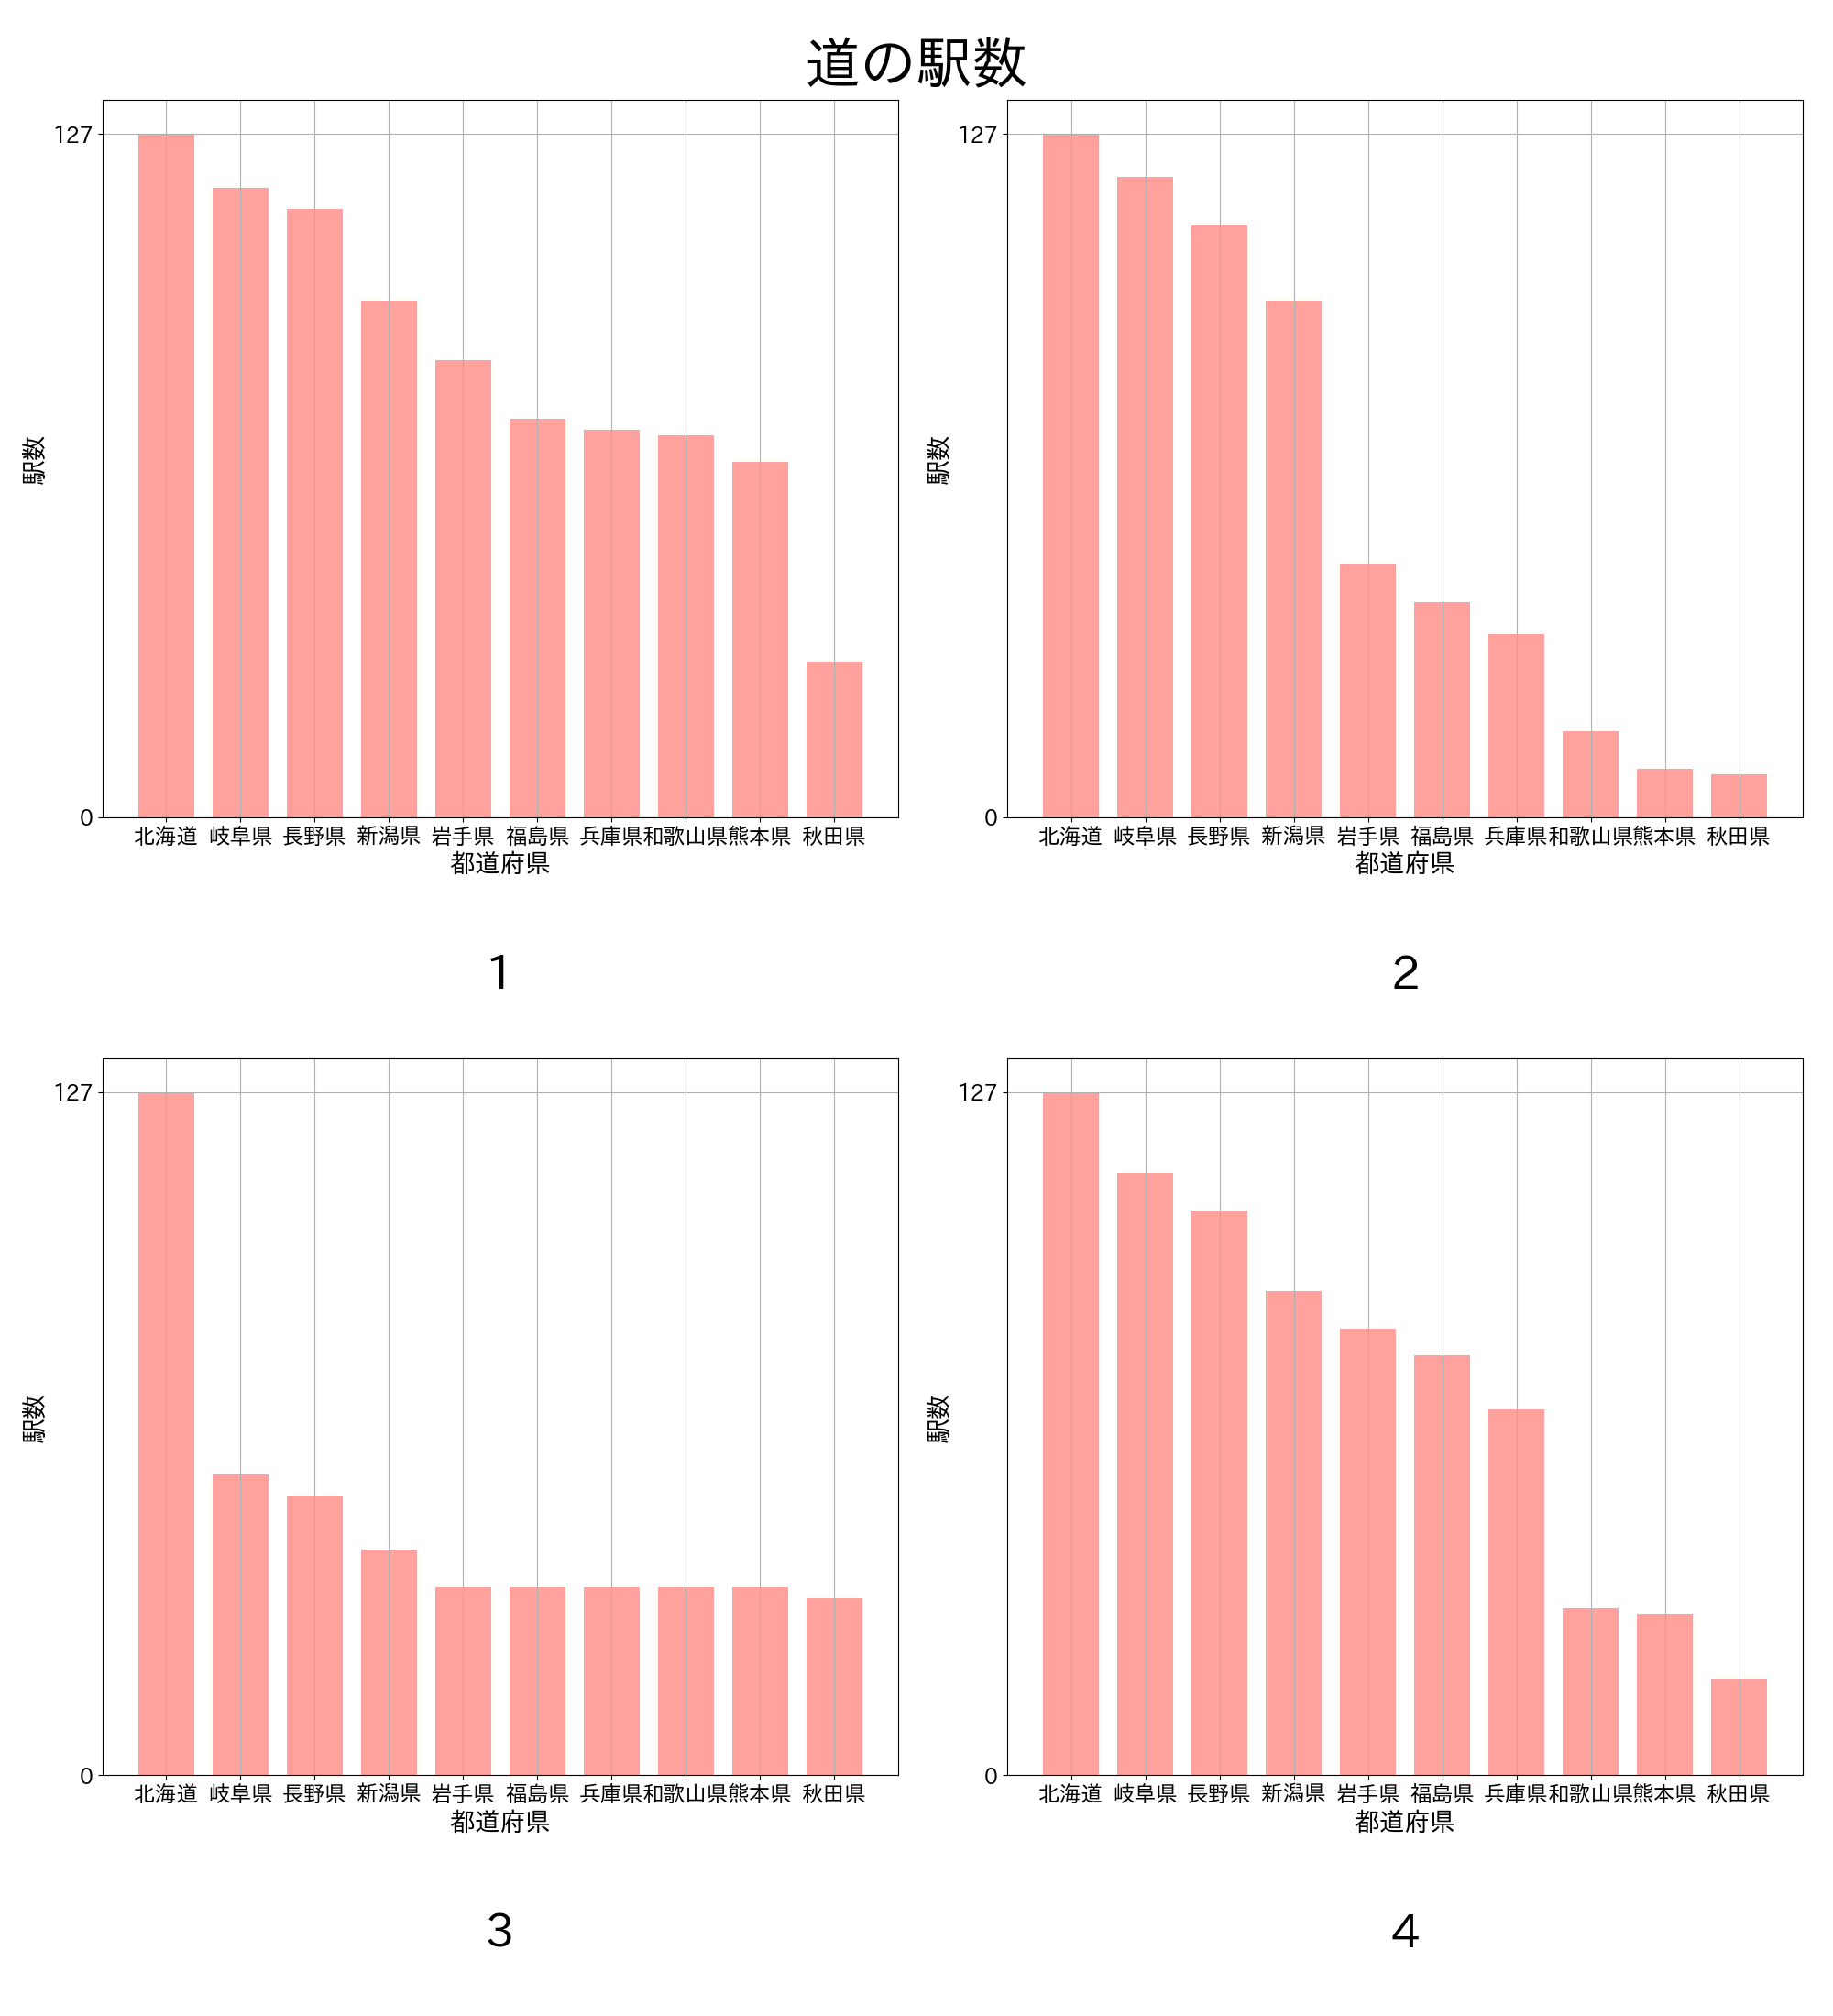 道の駅数
127
0
駅数
北海道 岐阜県 長野県 新潟県 岩手県 福島県 兵庫県 和歌山県 熊本県 秋田県
都道府県
1
127
0
駅数
北海道 岐阜県 長野県 新潟県 岩手県 福島県 兵庫県 和歌山県 熊本県 秋田県
都道府県
2
127
0
駅数
北海道 岐阜県 長野県 新潟県 岩手県 福島県 兵庫県 和歌山県 熊本県 秋田県
都道府県
3
127
0
駅数
北海道 岐阜県 長野県 新潟県 岩手県 福島県 兵庫県 和歌山県 熊本県 秋田県
都道府県
4